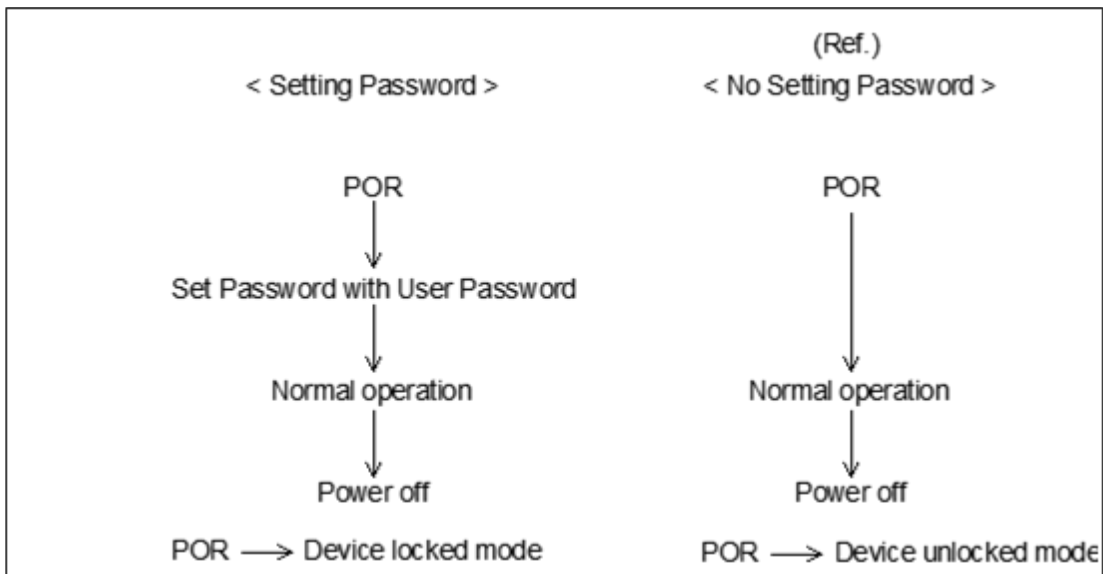 < Setting Password >
POR
Set Password with User Password
Normal operation
Power off
POR → Device locked mode
(Ref.)
< No Setting Password >
POR
Normal operation
Power off
POR → Device unlocked mode